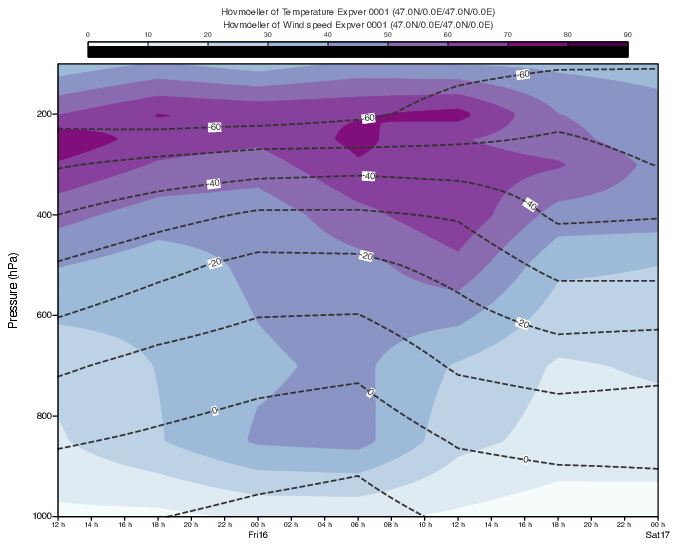 Hovmoeller of Temperature Expver 0001 (47.0N/0.0E/47.0N/0.0E)
Hovmoeller of Wind speed Expver 0001 (47.0N/0.0E/47.0N/0.0E)
0 10 20 30 40 50 60 70 80 90
-60
200
-60
-60
-40
-40
-40
400
-20
-20
Pressure (hPa)
600
-20
0
800
0
0
1000
12 h 14 h 16 h 18 h 20 h 22 h 00 h 02 h 04 h 06 h 08 h 10 h 12 h 14 h 16 h 18 h 20 h 22 h 00 h
Fri16 Sat17